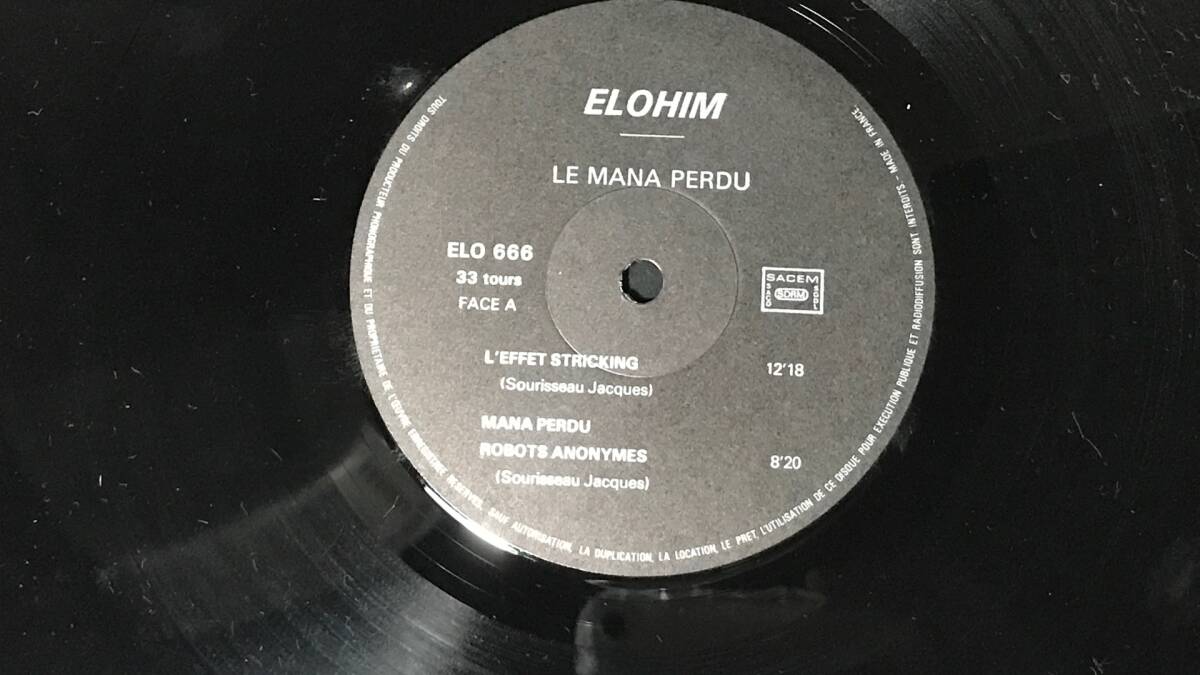 ELOHIM
LE MANA PERDU
ELO 666
33 tours
FACE A
SACEM
SACD
SDRM
SGDL
L'EFFET STRICKING
12'18
(Sourisseau Jacques)
MANA PERDU
ROBOTS ANONYMES
8'20
(Sourisseau Jacques)
TOUS DROITS DU PRODUCTEUR PHONOGRAPHIQUE ET DU PROPRIETAIRE DE L'ŒUVRE ENREGISTREE RESERVES. SAUF AUTORISATION, LA DUPLICATION, LA LOCATION, LE PRET, L'UTILISATION DE CE DISQUE POUR EXECUTION PUBLIQUE ET RADIODIFFUSION SONT INTERDITS - MADE IN FRANCE.